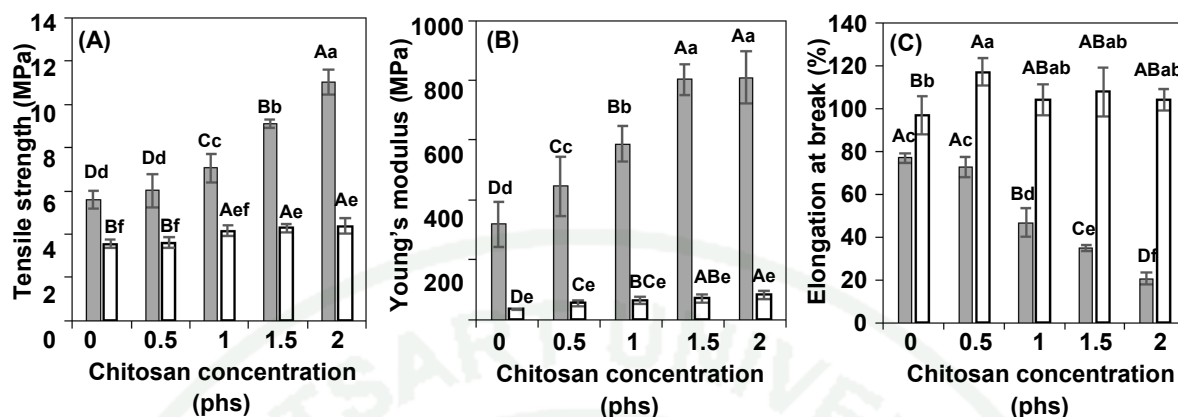 (A)
Tensile strength (MPa)
14
12
10
8
6
4
2
0
Dd
Bf
Dd
Bf
Cc
Aef
Bb
Ae
Aa
Ae
0 0.5 1 1.5 2
Chitosan concentration
(phs)
(B)
Young's modulus (MPa)
1000
800
600
400
200
0
Dd
De
Cc
Ce
Bb
BCe
Aa
ABe
Aa
Ae
0 0.5 1 1.5 2
Chitosan concentration
(phs)
(C)
Elongation at break (%)
140
120
100
80
60
40
20
0
Ac
Bb
Ac
Aa
Bd
ABab
Ce
ABab
Df
ABab
0 0.5 1 1.5 2
Chitosan concentration
(phs)